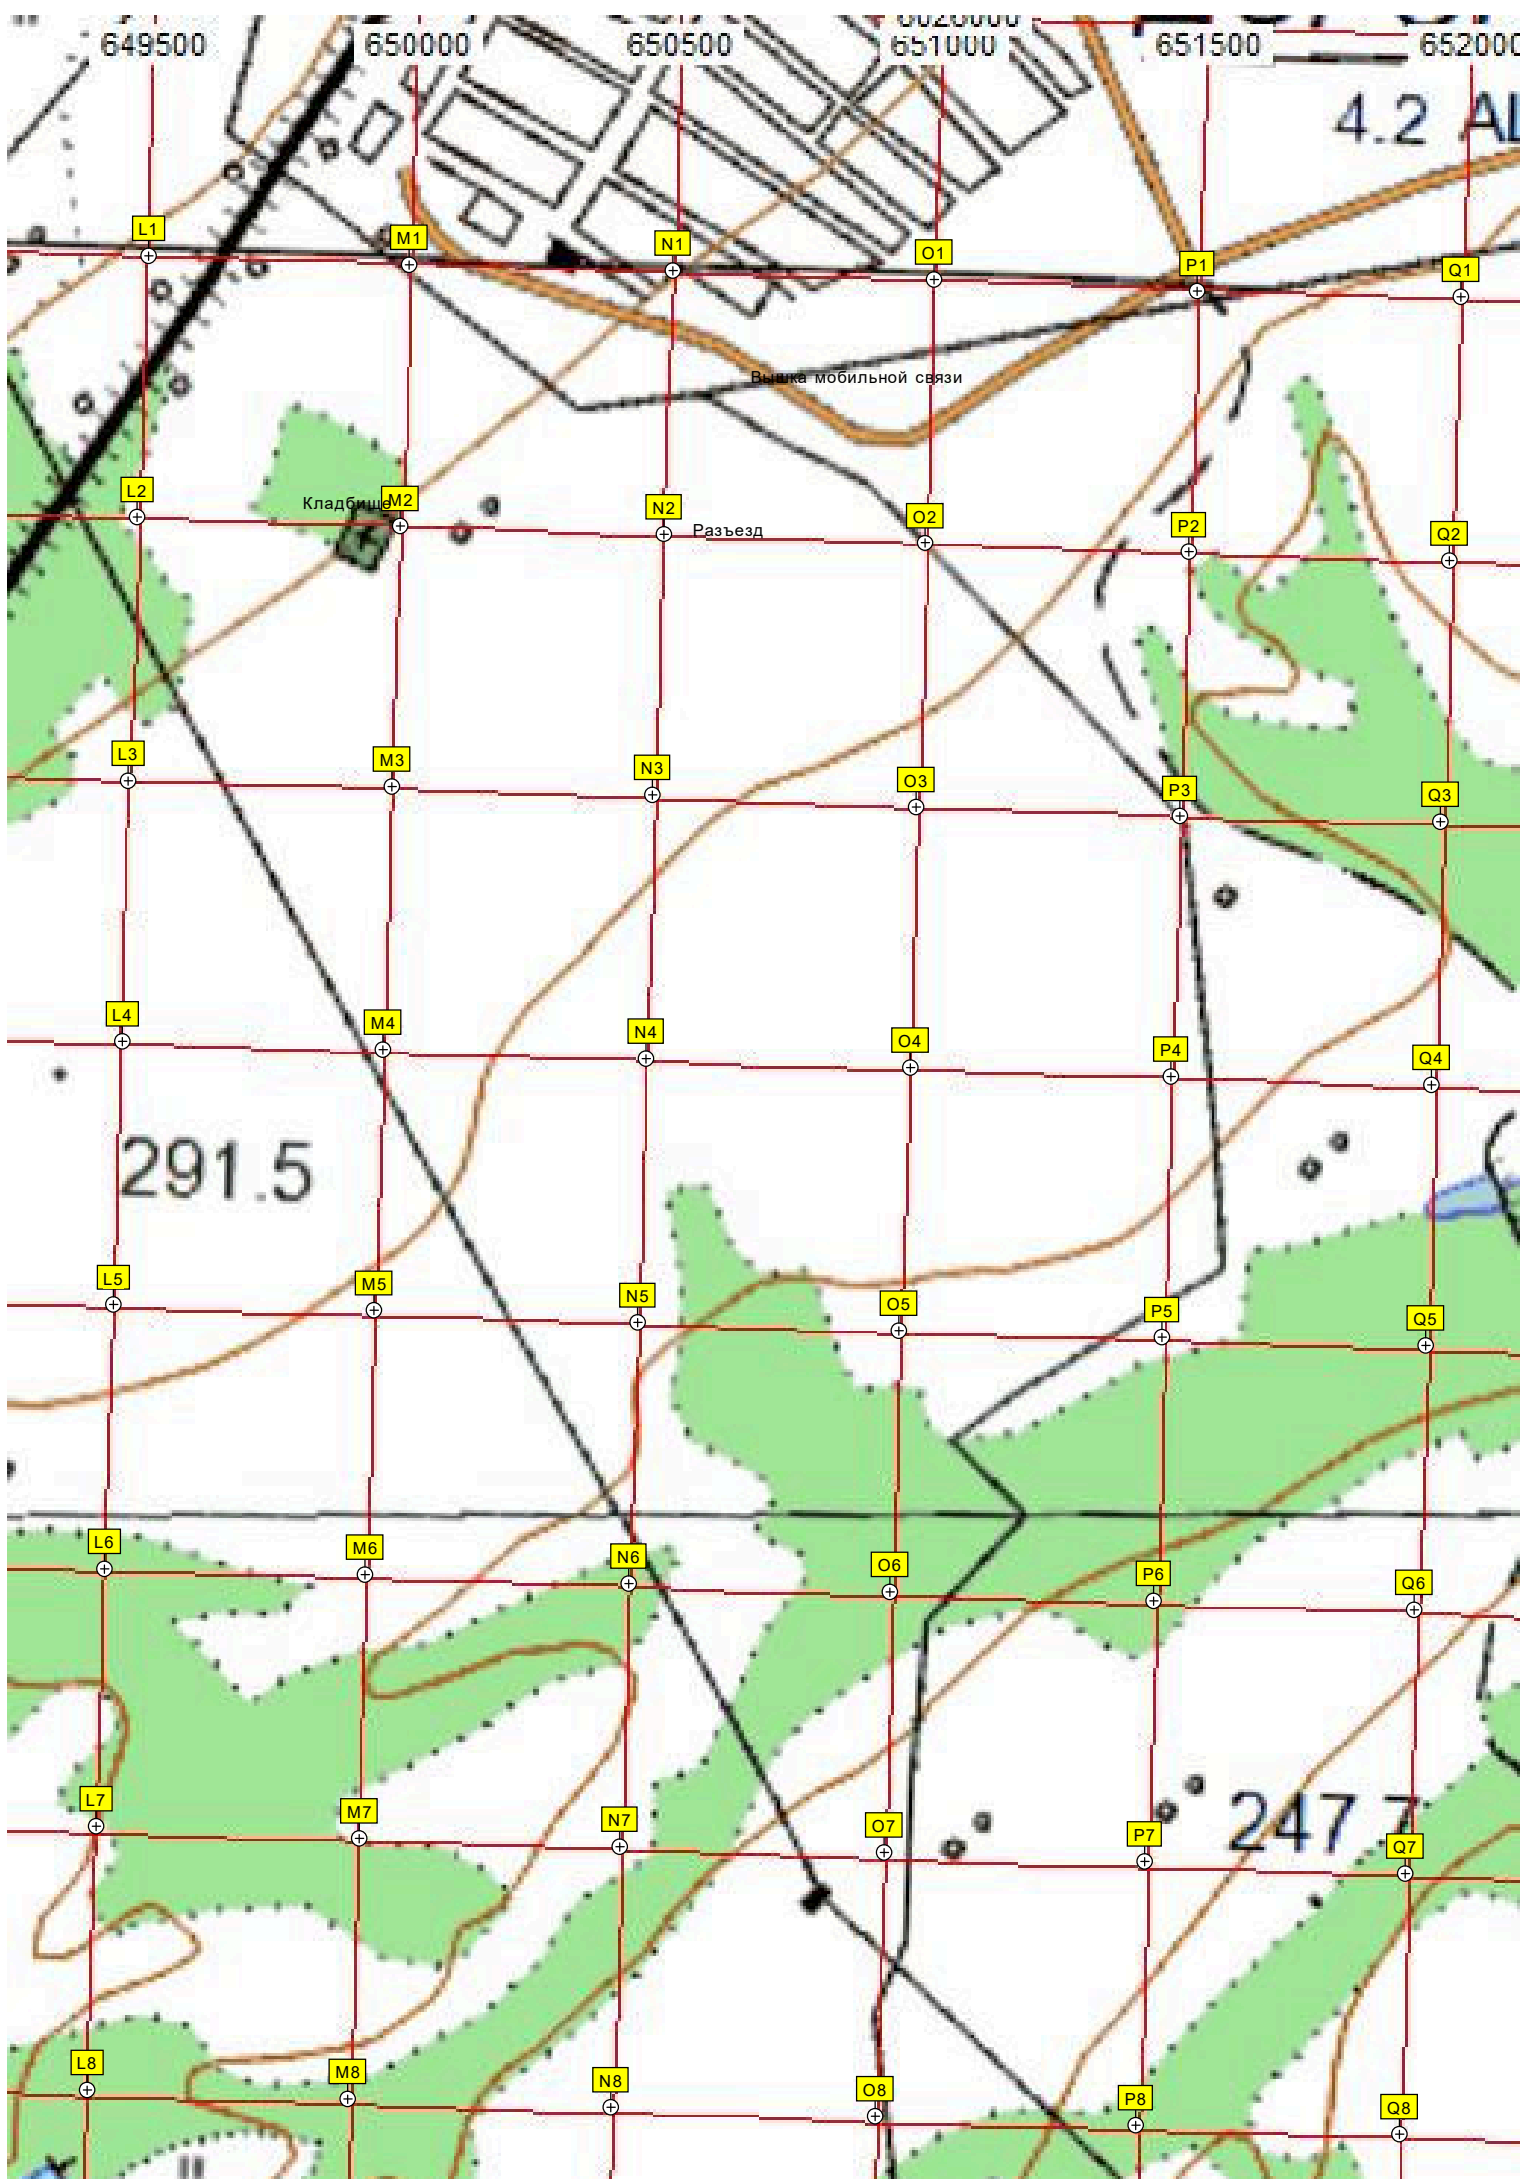 649500 650000 650500 651000 651500 652000
4.2
L1 M1 N1 O1 P1 Q1
Вышка мобильной связи
L2 M2 N2 O2 P2 Q2
Кладбище
Разъезд
L3 M3 N3 O3 P3 Q3
L4 M4 N4 O4 P4 Q4
291.5
L5 M5 N5 O5 P5 Q5
L6 M6 N6 O6 P6 Q6
L7 M7 N7 O7 P7 Q7
247.7
L8 M8 N8 O8 P8 Q8